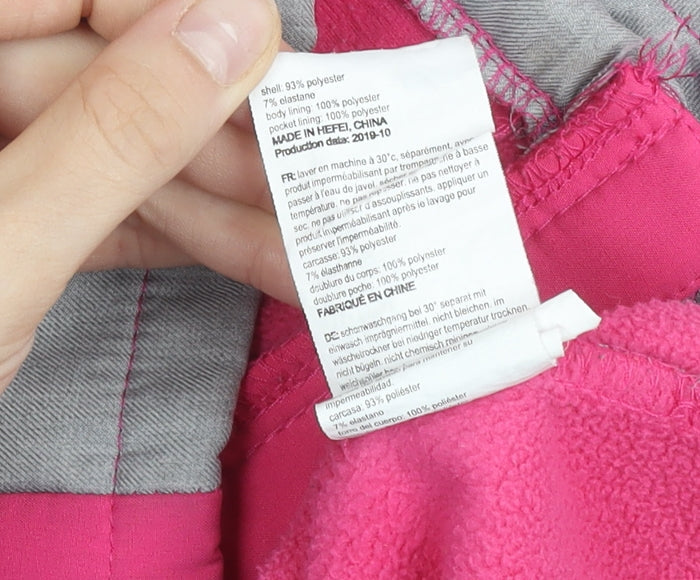 shell: 93% polyester
7% elastane
body lining: 100% polyester
pocket lining: 100% polyester
MADE IN HEFEI, CHINA
Production data: 2019-10
FR: laver en machine à 30°c, séparément, avec
produit imperméabilisant par trempage, ne
passer à l'eau de javel, sécher à basse
température, ne pas repasser, ne pas nettoyer à
sec, ne pas utiliser d'assouplissants, appliquer un
produit imperméabilisant après le lavage pour
préserver l'imperméabilité.
carcasse: 93% polyester
7% élasthanne
doublure du corps: 100% polyester
doublure poche: 100% polyester
FABRIQUÉ EN CHINE
DE: schonwaschgang bei 30° separat mit
einwasch imprägniermittel, nicht bleichen, im
wäschetrockner bei niedriger temperatur trocknen,
nicht bügeln, nicht chemisch reinigen,
para mantener su
impermeabilidad.
carcasa: 93% poliéster
7% elastano
forro del cuerpo: 100% poliéster